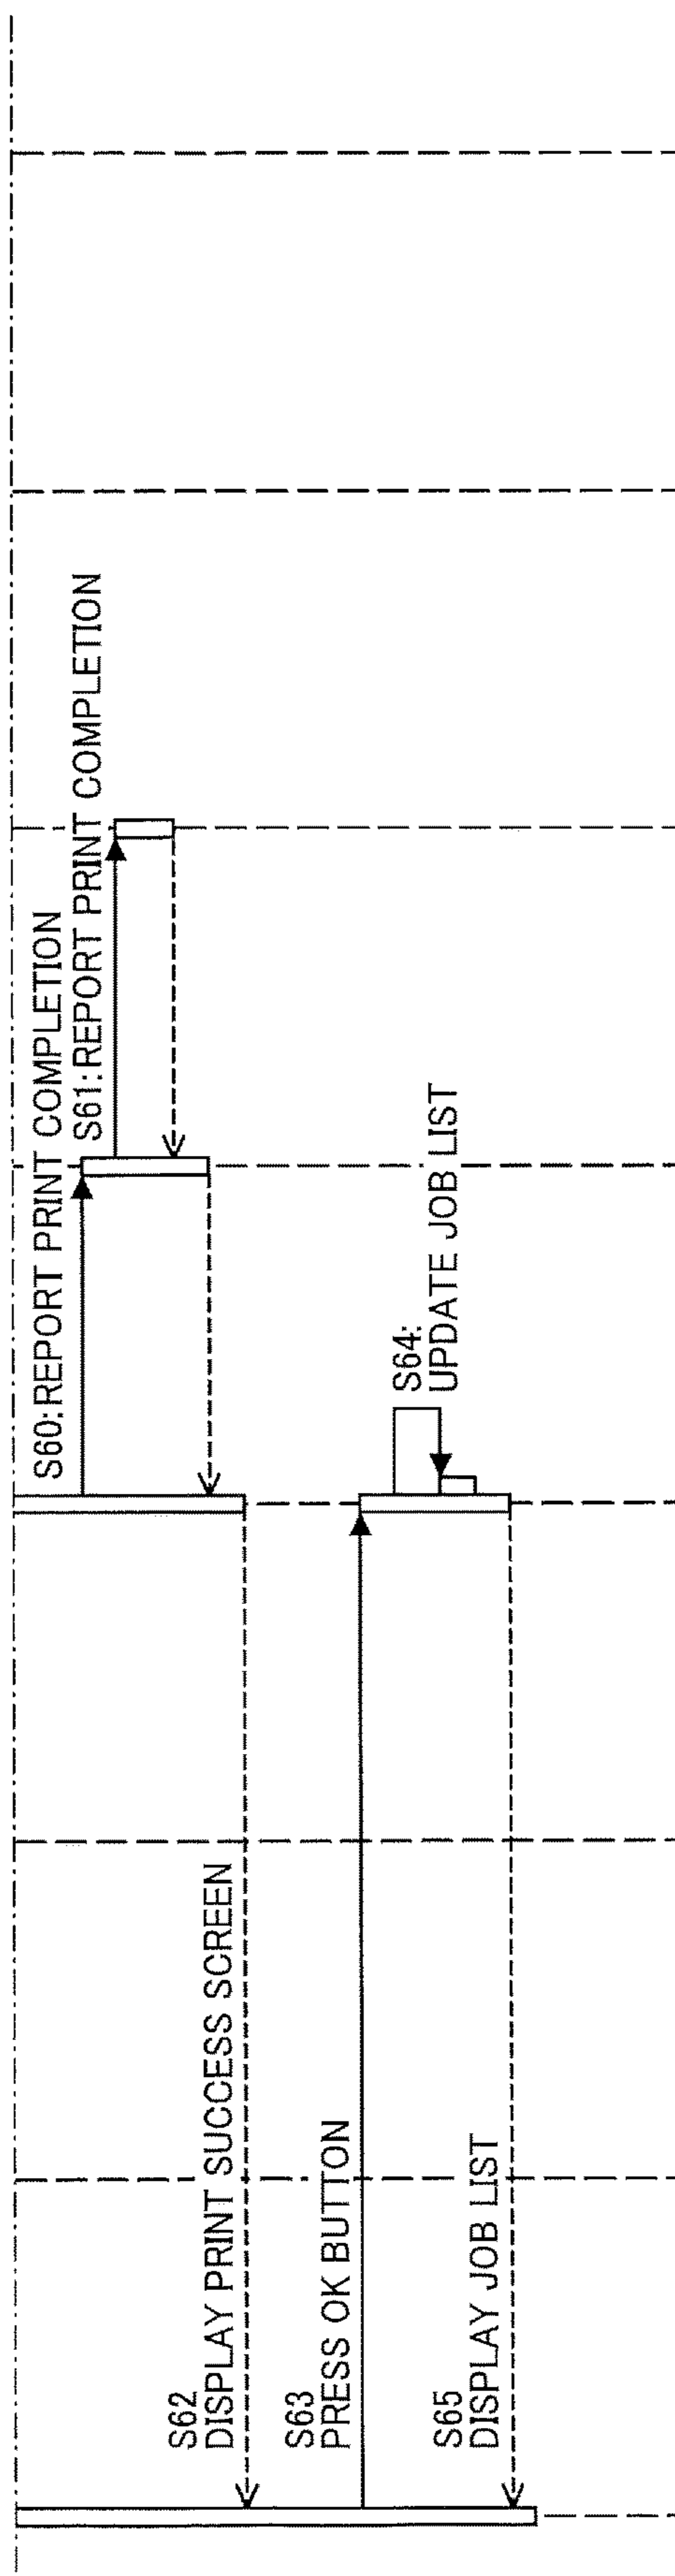 S60:REPORT PRINT COMPLETION
S61:REPORT PRINT COMPLETION
S62
DISPLAY PRINT SUCCESS SCREEN
S63
PRESS OK BUTTON
S64:
UPDATE JOB LIST
S65
DISPLAY JOB LIST